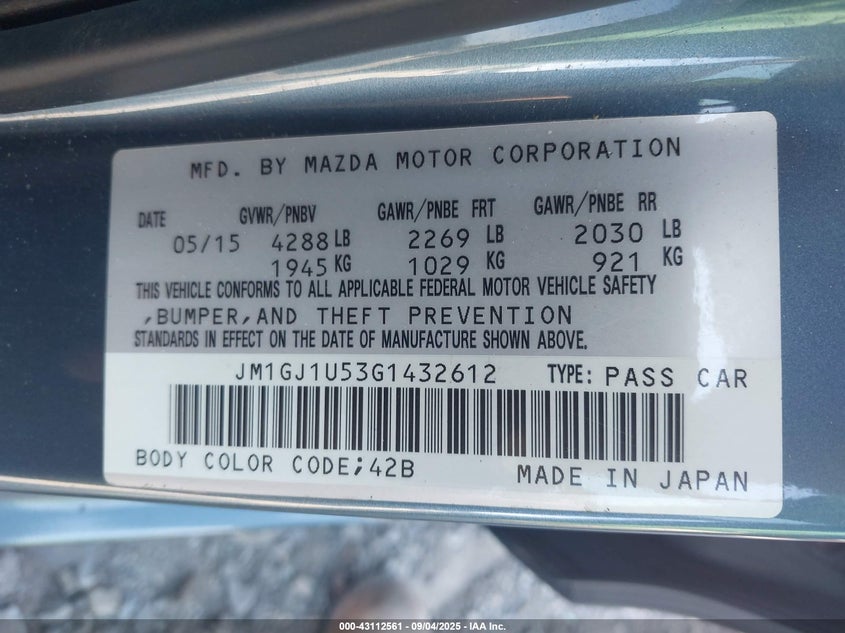 MFD. BY MAZDA MOTOR CORPORATION
DATE GVWR/PNBV GAWR/PNBE FRT GAWR/PNBE RR
05/15 4288 LB 2269 LB 2030 LB
1945 KG 1029 KG 921 KG
THIS VEHICLE CONFORMS TO ALL APPLICABLE FEDERAL MOTOR VEHICLE SAFETY
,BUMPER,AND THEFT PREVENTION
STANDARDS IN EFFECT ON THE DATE OF MANUFACTURE SHOWN ABOVE.
JM1GJ1U53G1432612 TYPE: PASS CAR
BODY COLOR CODE;42B MADE IN JAPAN
000-43112561 - 09/04/2025 - IAA Inc.